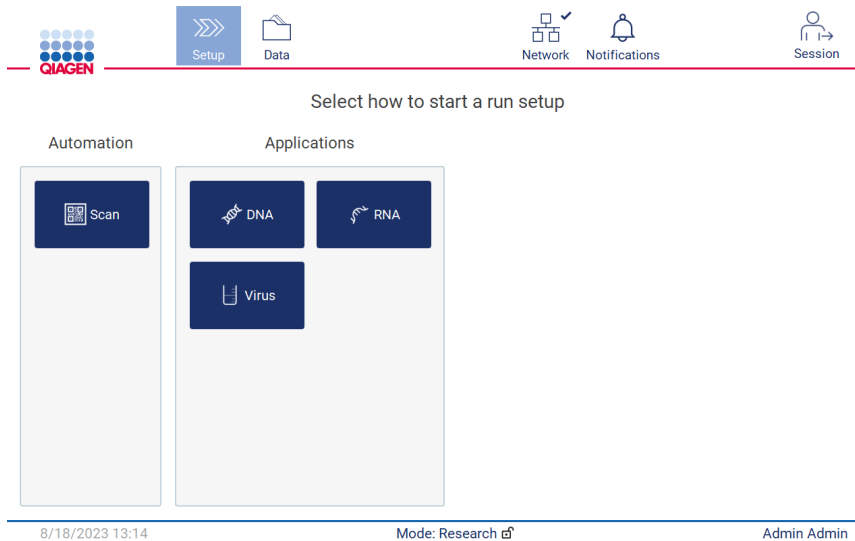 QIAGEN
Setup
Data
Network
Notifications
Session
Select how to start a run setup
Automation
Applications
Scan
DNA
RNA
Virus
8/18/2023 13:14
Mode: Research
Admin Admin